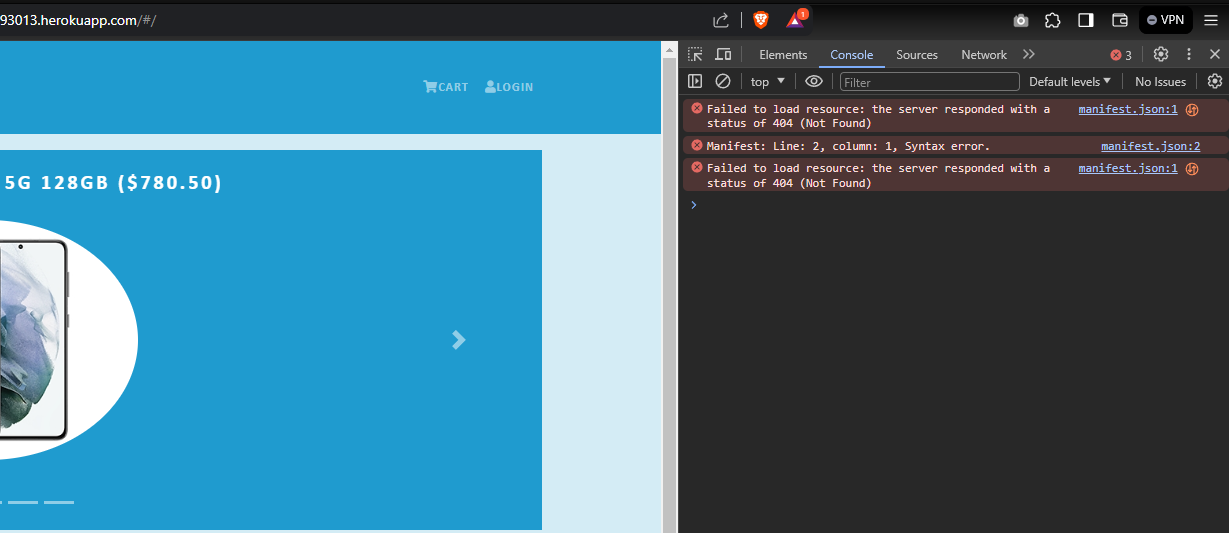 93013.herokuapp.com/#/
1
VPN
CART
LOGIN
5G 128GB ($780.50)
Elements
Console
Sources
Network
3
top
Filter
Default levels
No Issues
Failed to load resource: the server responded with a status of 404 (Not Found)
manifest.json:1
Manifest: Line: 2, column: 1, Syntax error.
manifest.json:2
Failed to load resource: the server responded with a status of 404 (Not Found)
manifest.json:1